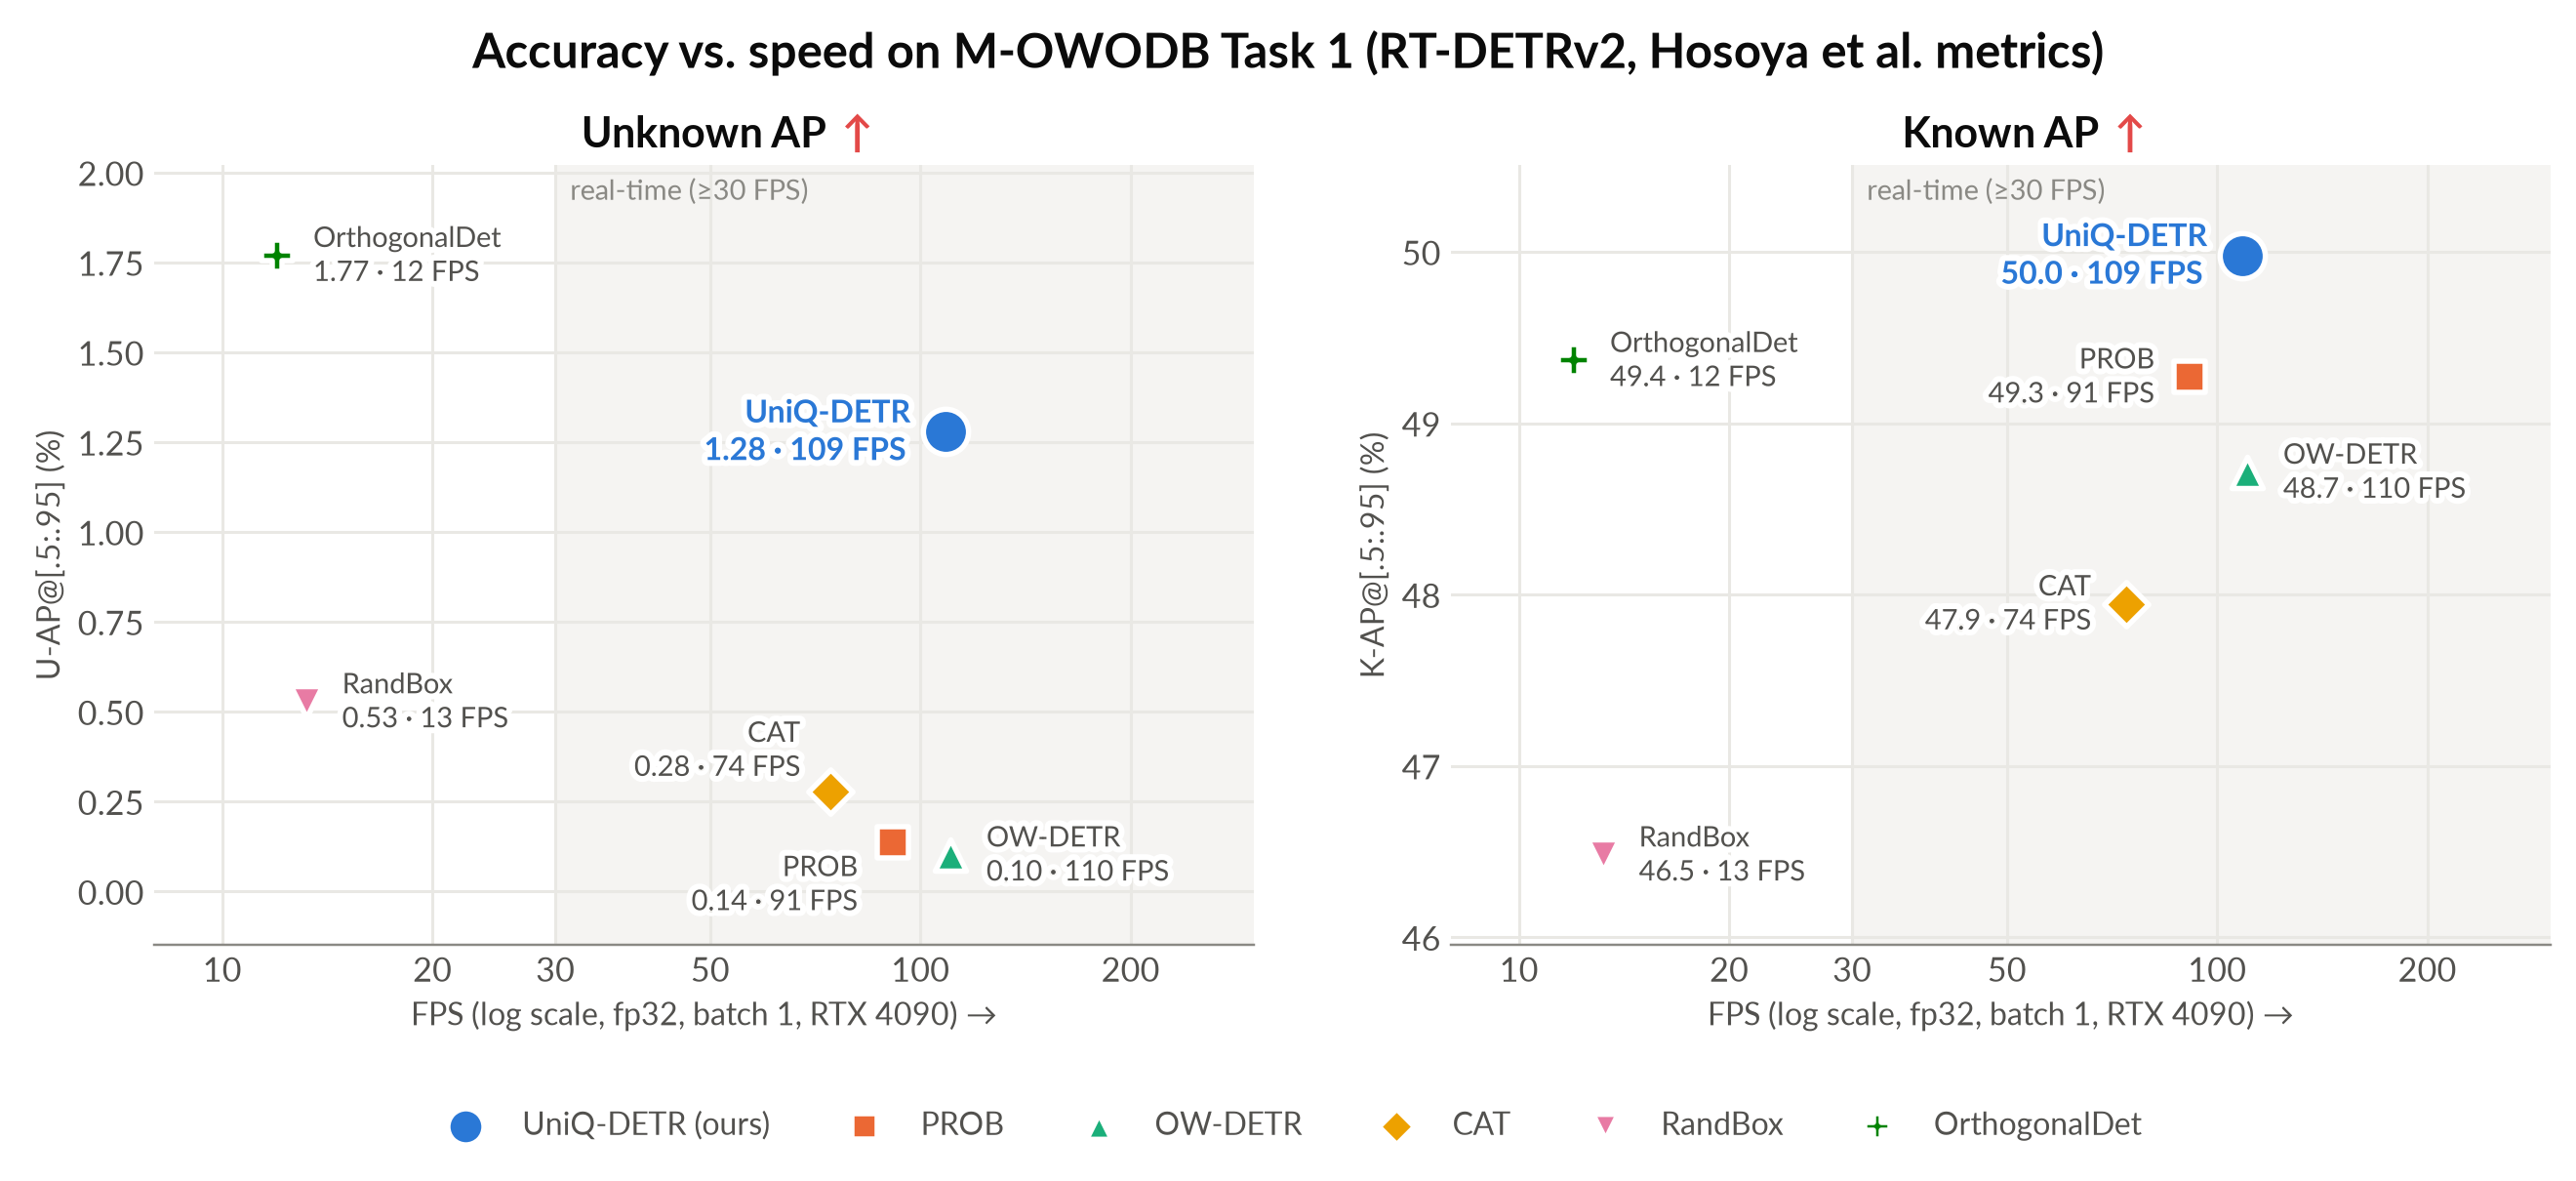 Accuracy vs. speed on M-OWODB Task 1 (RT-DETRv2, Hosoya et al. metrics)
Unknown AP ↑
U-AP@[.5:.95] (%)
2.00
1.75
1.50
1.25
1.00
0.75
0.50
0.25
0.00
real-time (≥30 FPS)
OrthogonalDet
1.77 · 12 FPS
UniQ-DETR
1.28 · 109 FPS
RandBox
0.53 · 13 FPS
CAT
0.28 · 74 FPS
PROB
0.14 · 91 FPS
OW-DETR
0.10 · 110 FPS
10 20 30 50 100 200
FPS (log scale, fp32, batch 1, RTX 4090) →
Known AP ↑
K-AP@[.5:.95] (%)
50
49
48
47
46
real-time (≥30 FPS)
UniQ-DETR
50.0 · 109 FPS
OrthogonalDet
49.4 · 12 FPS
PROB
49.3 · 91 FPS
OW-DETR
48.7 · 110 FPS
CAT
47.9 · 74 FPS
RandBox
46.5 · 13 FPS
10 20 30 50 100 200
FPS (log scale, fp32, batch 1, RTX 4090) →
UniQ-DETR (ours) PROB OW-DETR CAT RandBox OrthogonalDet